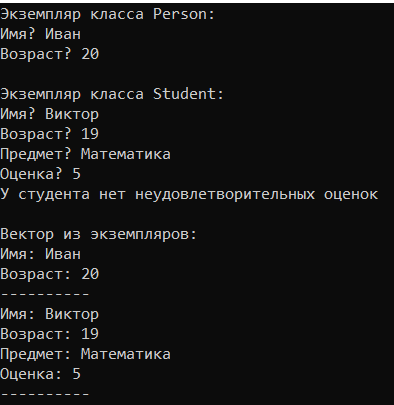 Экземпляр класса Person:
Имя? Иван
Возраст? 20
Экземпляр класса Student:
Имя? Виктор
Возраст? 19
Предмет? Математика
Оценка? 5
У студента нет неудовлетворительных оценок
Вектор из экземпляров:
Имя: Иван
Возраст: 20
----------
Имя: Виктор
Возраст: 19
Предмет: Математика
Оценка: 5
----------